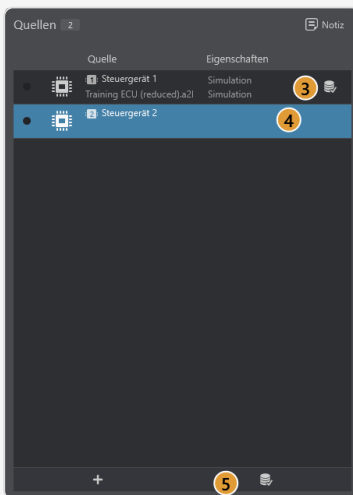 Quellen 2 Notiz
Quelle Eigenschaften
1 Steuergerät 1 Simulation
Training ECU (reduced).a2l Simulation
3
2 Steuergerät 2
4
+ 5